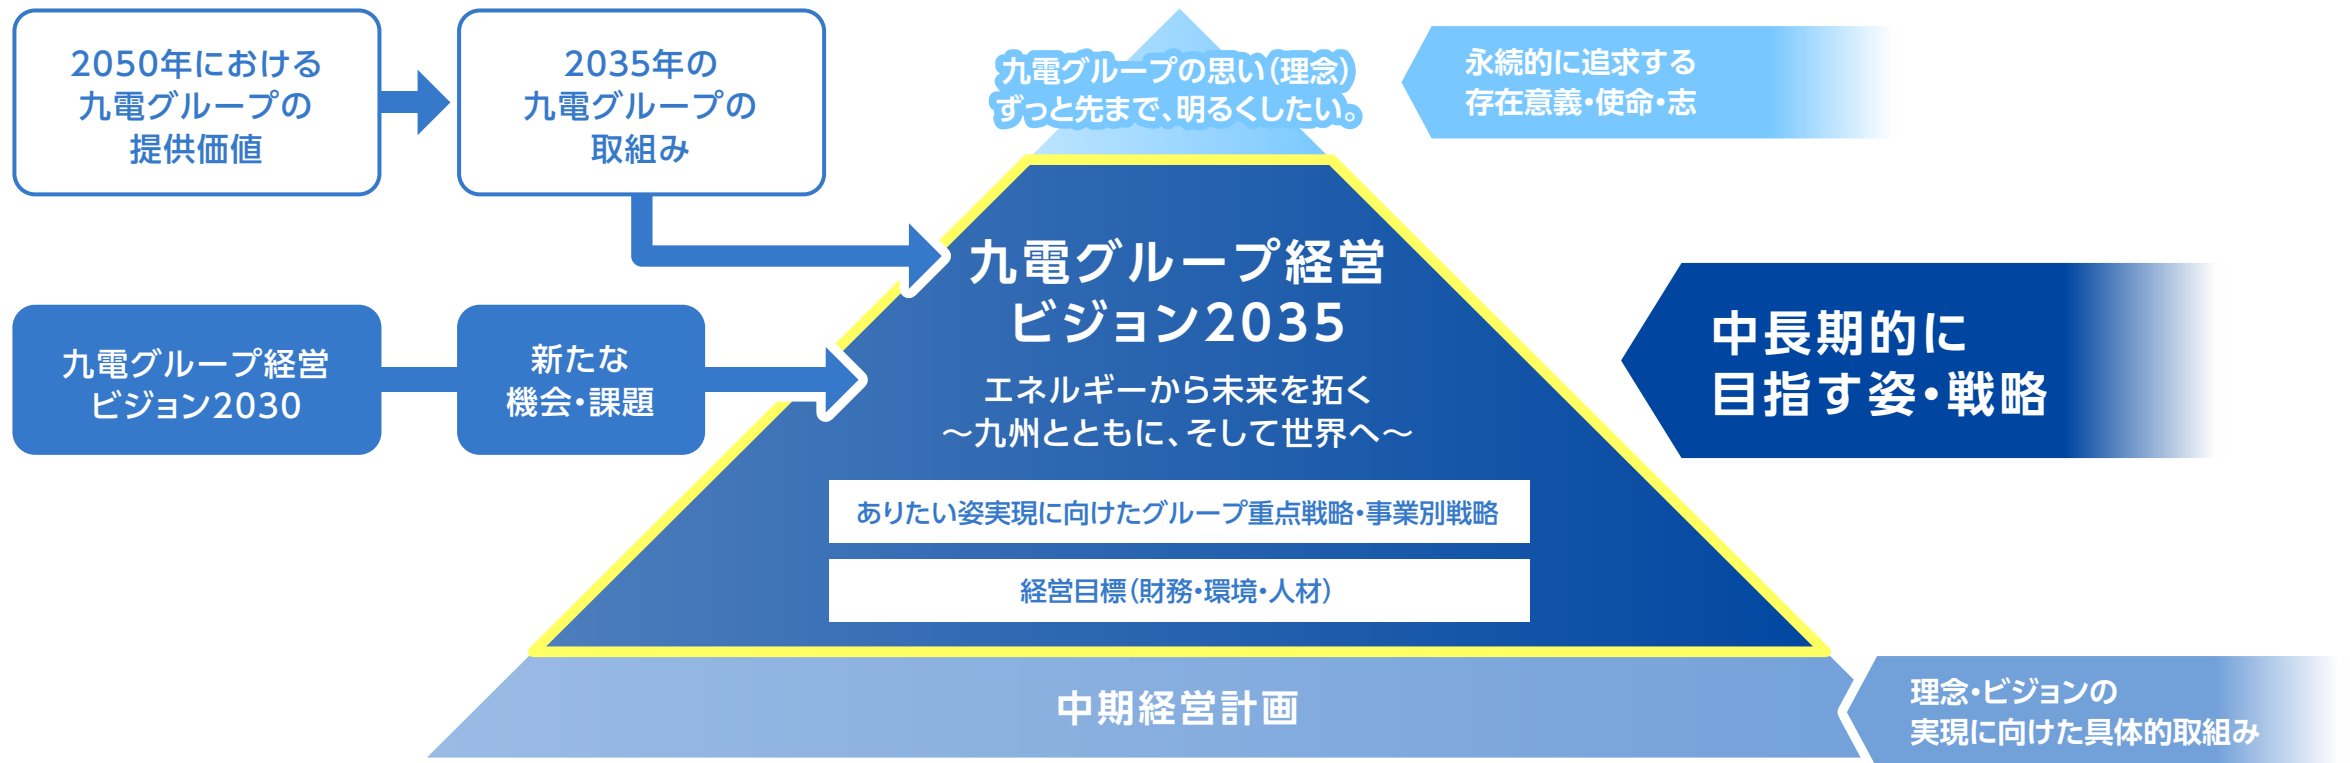 2050年における
九電グループの
提供価値
2035年の
九電グループの
取組み
九電グループの思い(理念)
ずっと先まで、明るくしたい。
永続的に追求する
存在意義・使命・志
九電グループ経営
ビジョン2030
新たな
機会・課題
九電グループ経営
ビジョン2035
エネルギーから未来を拓く
～九州とともに、そして世界へ～
ありたい姿実現に向けたグループ重点戦略・事業別戦略
経営目標(財務・環境・人材)
中長期的に
目指す姿・戦略
中期経営計画
理念・ビジョンの
実現に向けた具体的取組み